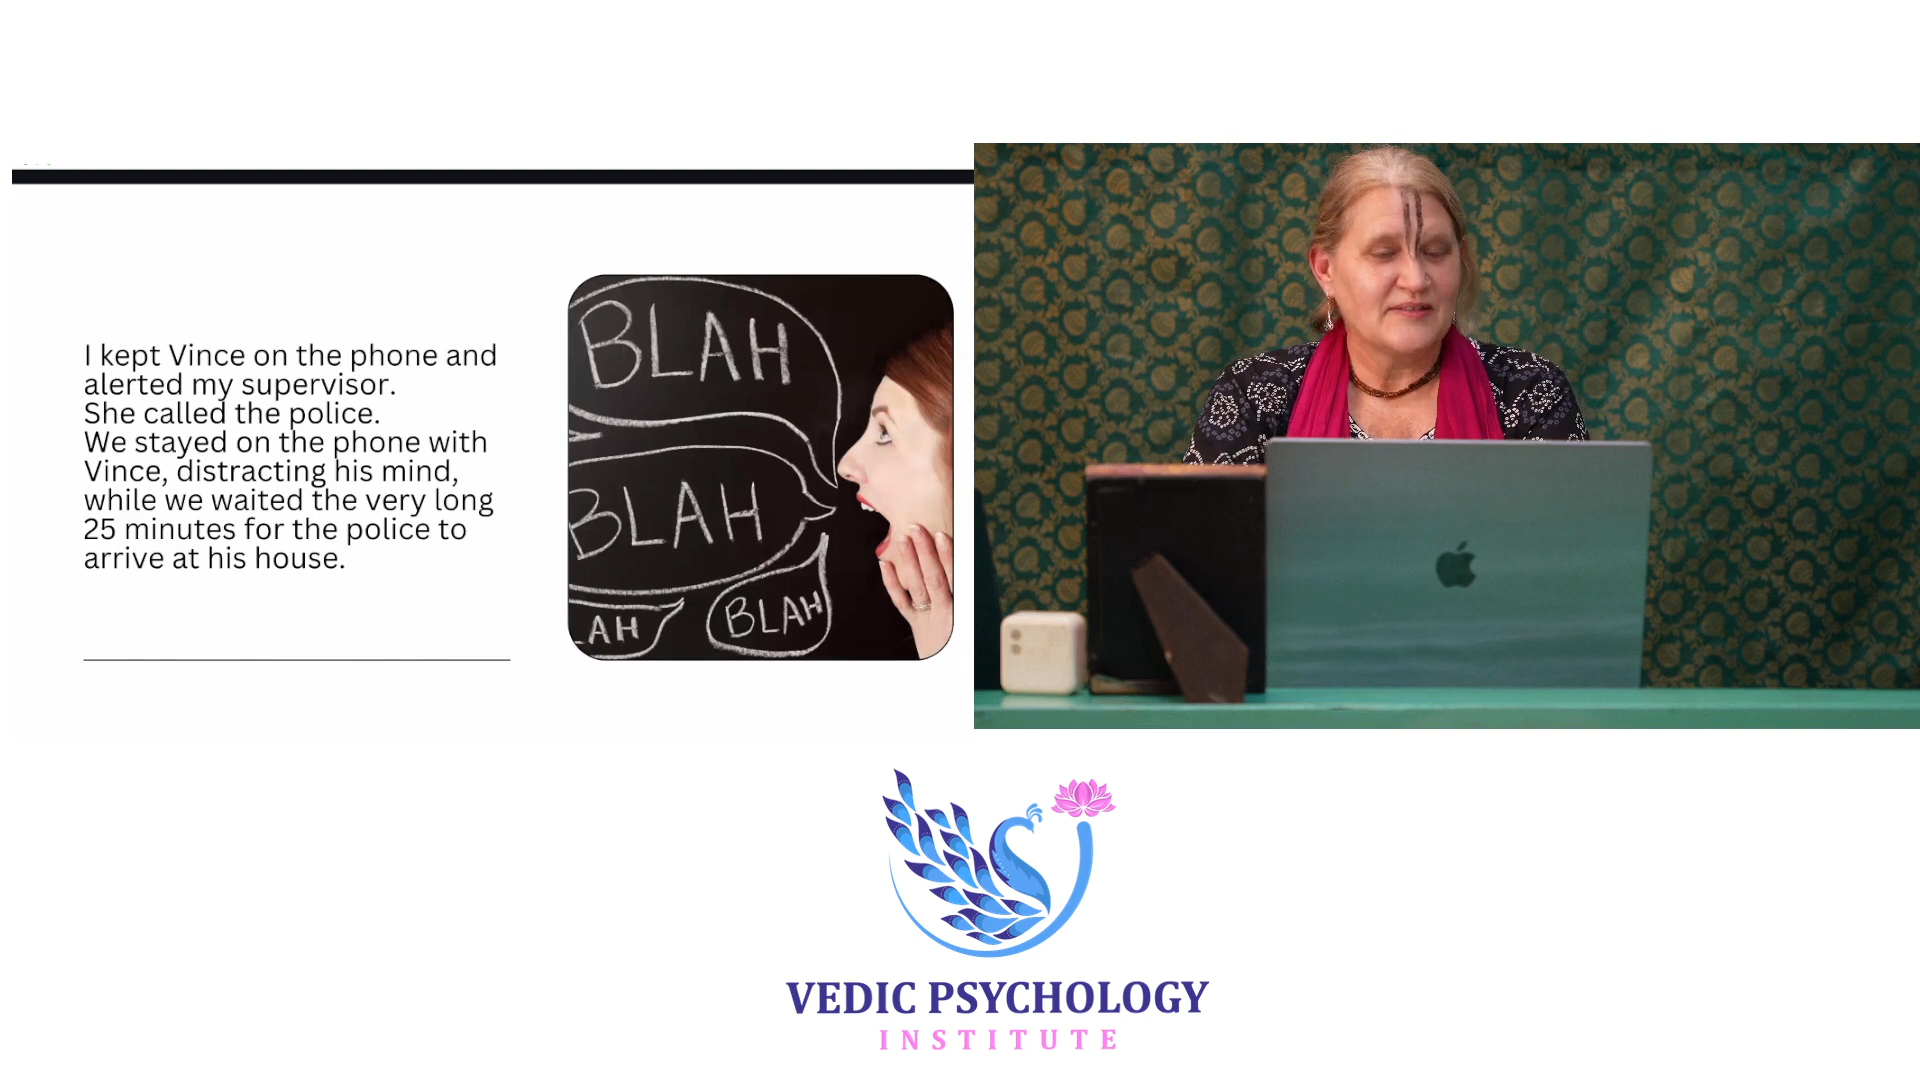 I kept Vince on the phone and
alerted my supervisor.
She called the police.
We stayed on the phone with
Vince, distracting his mind,
while we waited the very long
25 minutes for the police to
arrive at his house.
BLAH
BLAH
LAH
BLAH
VEDIC PSYCHOLOGY
INSTITUTE